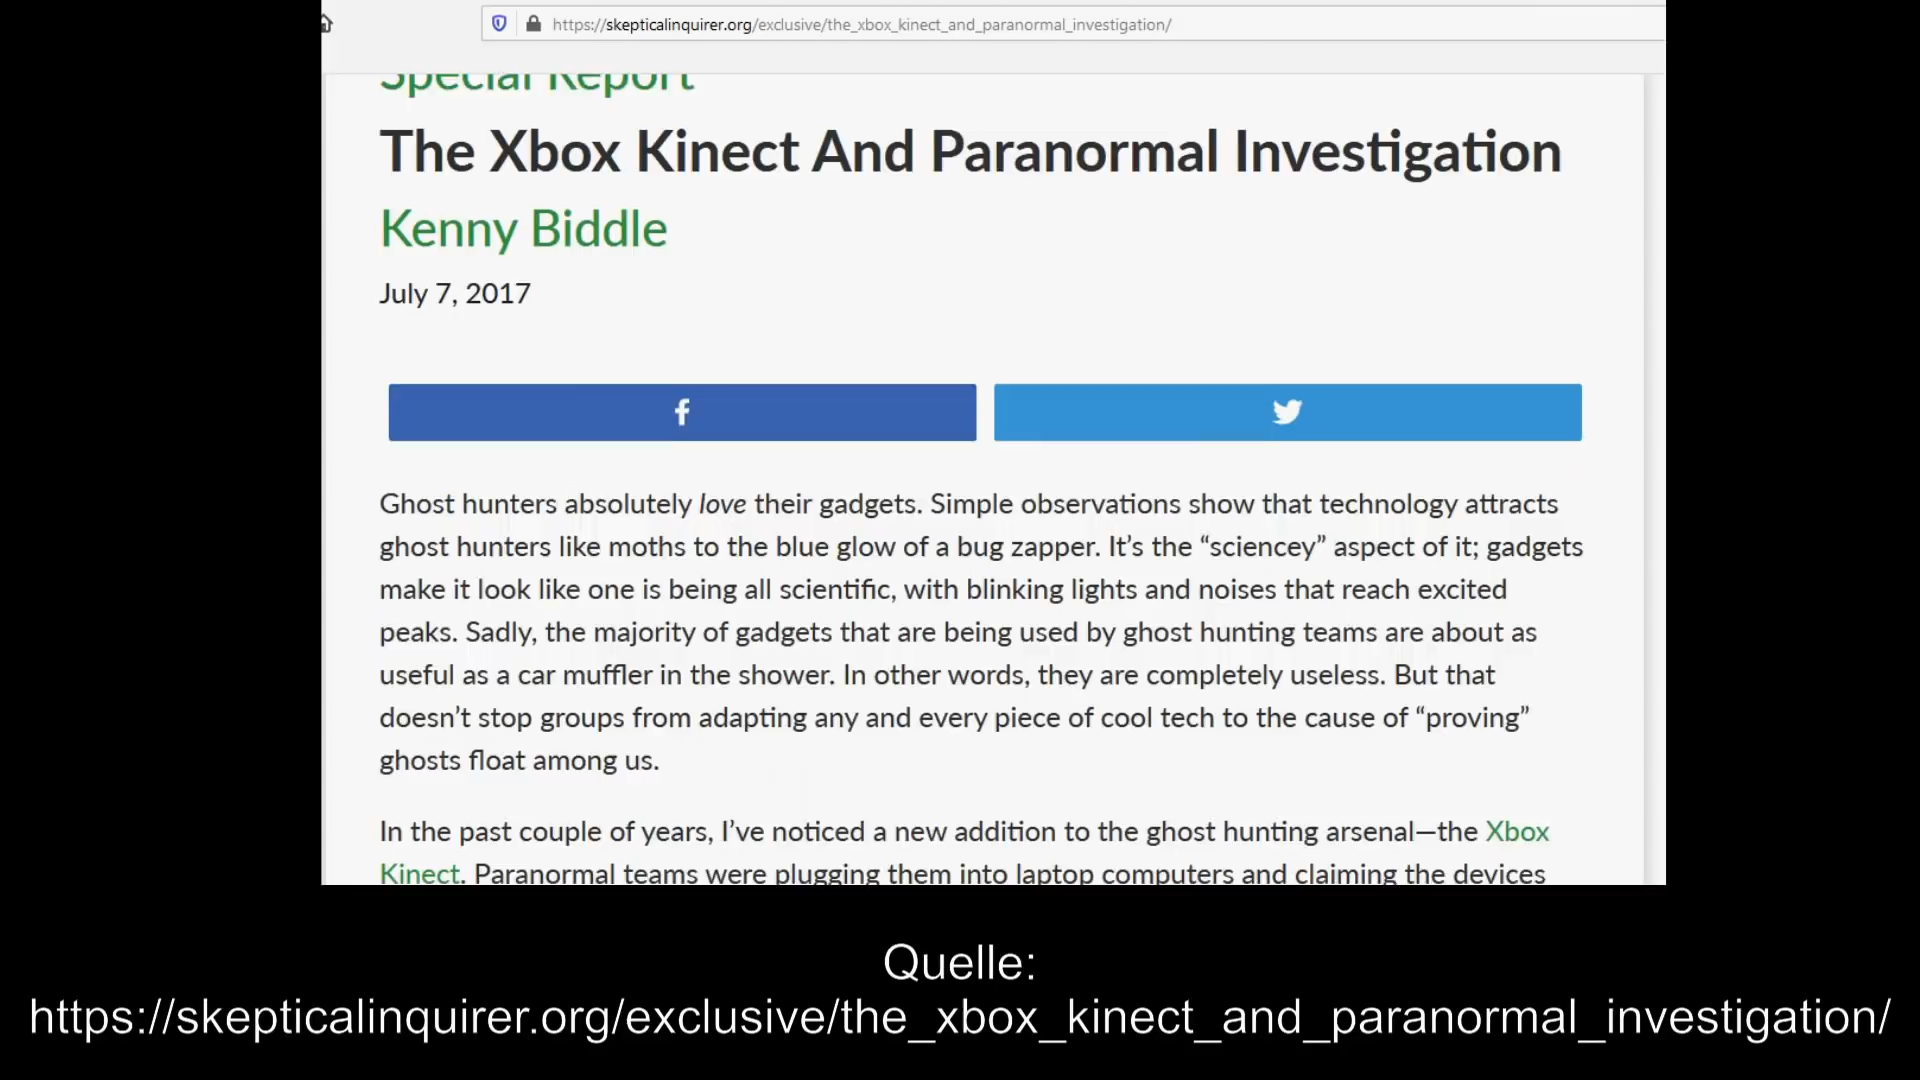 https://skepticalinquirer.org/exclusive/the_xbox_kinect_and_paranormal_investigation/
Special Report
The Xbox Kinect And Paranormal Investigation
Kenny Biddle
July 7, 2017
Ghost hunters absolutely love their gadgets. Simple observations show that technology attracts
ghost hunters like moths to the blue glow of a bug zapper. It’s the “sciencey” aspect of it; gadgets
make it look like one is being all scientific, with blinking lights and noises that reach excited
peaks. Sadly, the majority of gadgets that are being used by ghost hunting teams are about as
useful as a car muffler in the shower. In other words, they are completely useless. But that
doesn’t stop groups from adapting any and every piece of cool tech to the cause of “proving”
ghosts float among us.
In the past couple of years, I’ve noticed a new addition to the ghost hunting arsenal—the Xbox
Kinect. Paranormal teams were plugging them into laptop computers and claiming the devices
Quelle:
https://skepticalinquirer.org/exclusive/the_xbox_kinect_and_paranormal_investigation/